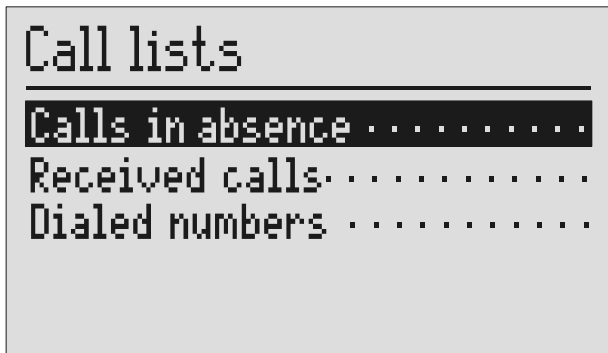 Call lists
Calls in absence ..........
Received calls............
Dialed numbers ...........